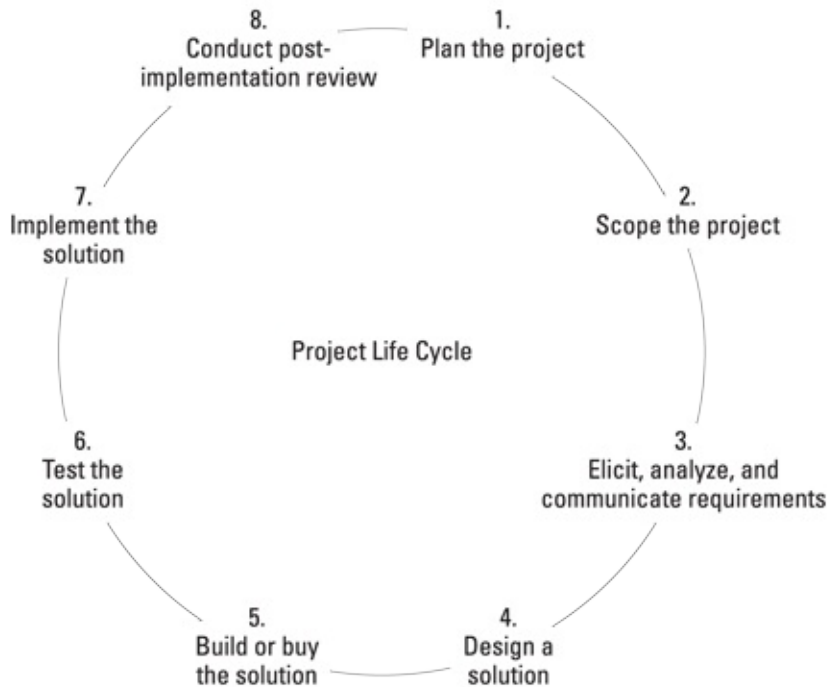 1.
Plan the project
2.
Scope the project
3.
Elicit, analyze, and
communicate requirements
4.
Design a
solution
5.
Build or buy
the solution
6.
Test the
solution
7.
Implement the
solution
8.
Conduct post-
implementation review
Project Life Cycle